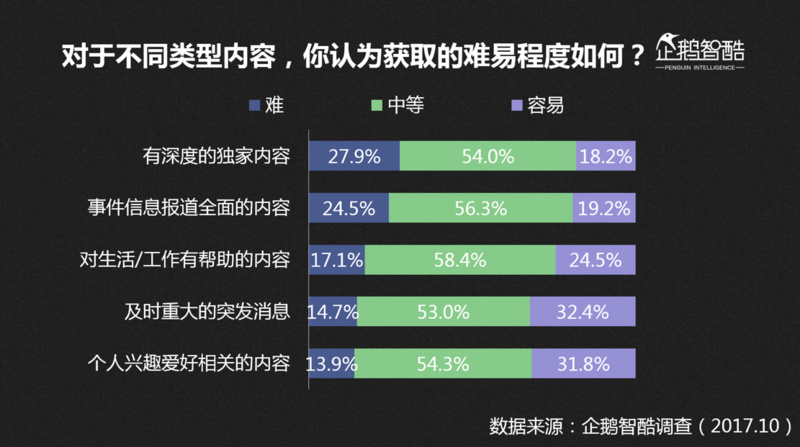 对于不同类型内容，你认为获取的难易程度如何？
企鹅智酷
PENGUIN INTELLIGENCE
难 中等 容易
有深度的独家内容 27.9% 54.0% 18.2%
事件信息报道全面的内容 24.5% 56.3% 19.2%
对生活/工作有帮助的内容 17.1% 58.4% 24.5%
及时重大的突发消息 14.7% 53.0% 32.4%
个人兴趣爱好相关的内容 13.9% 54.3% 31.8%
数据来源：企鹅智酷调查（2017.10）